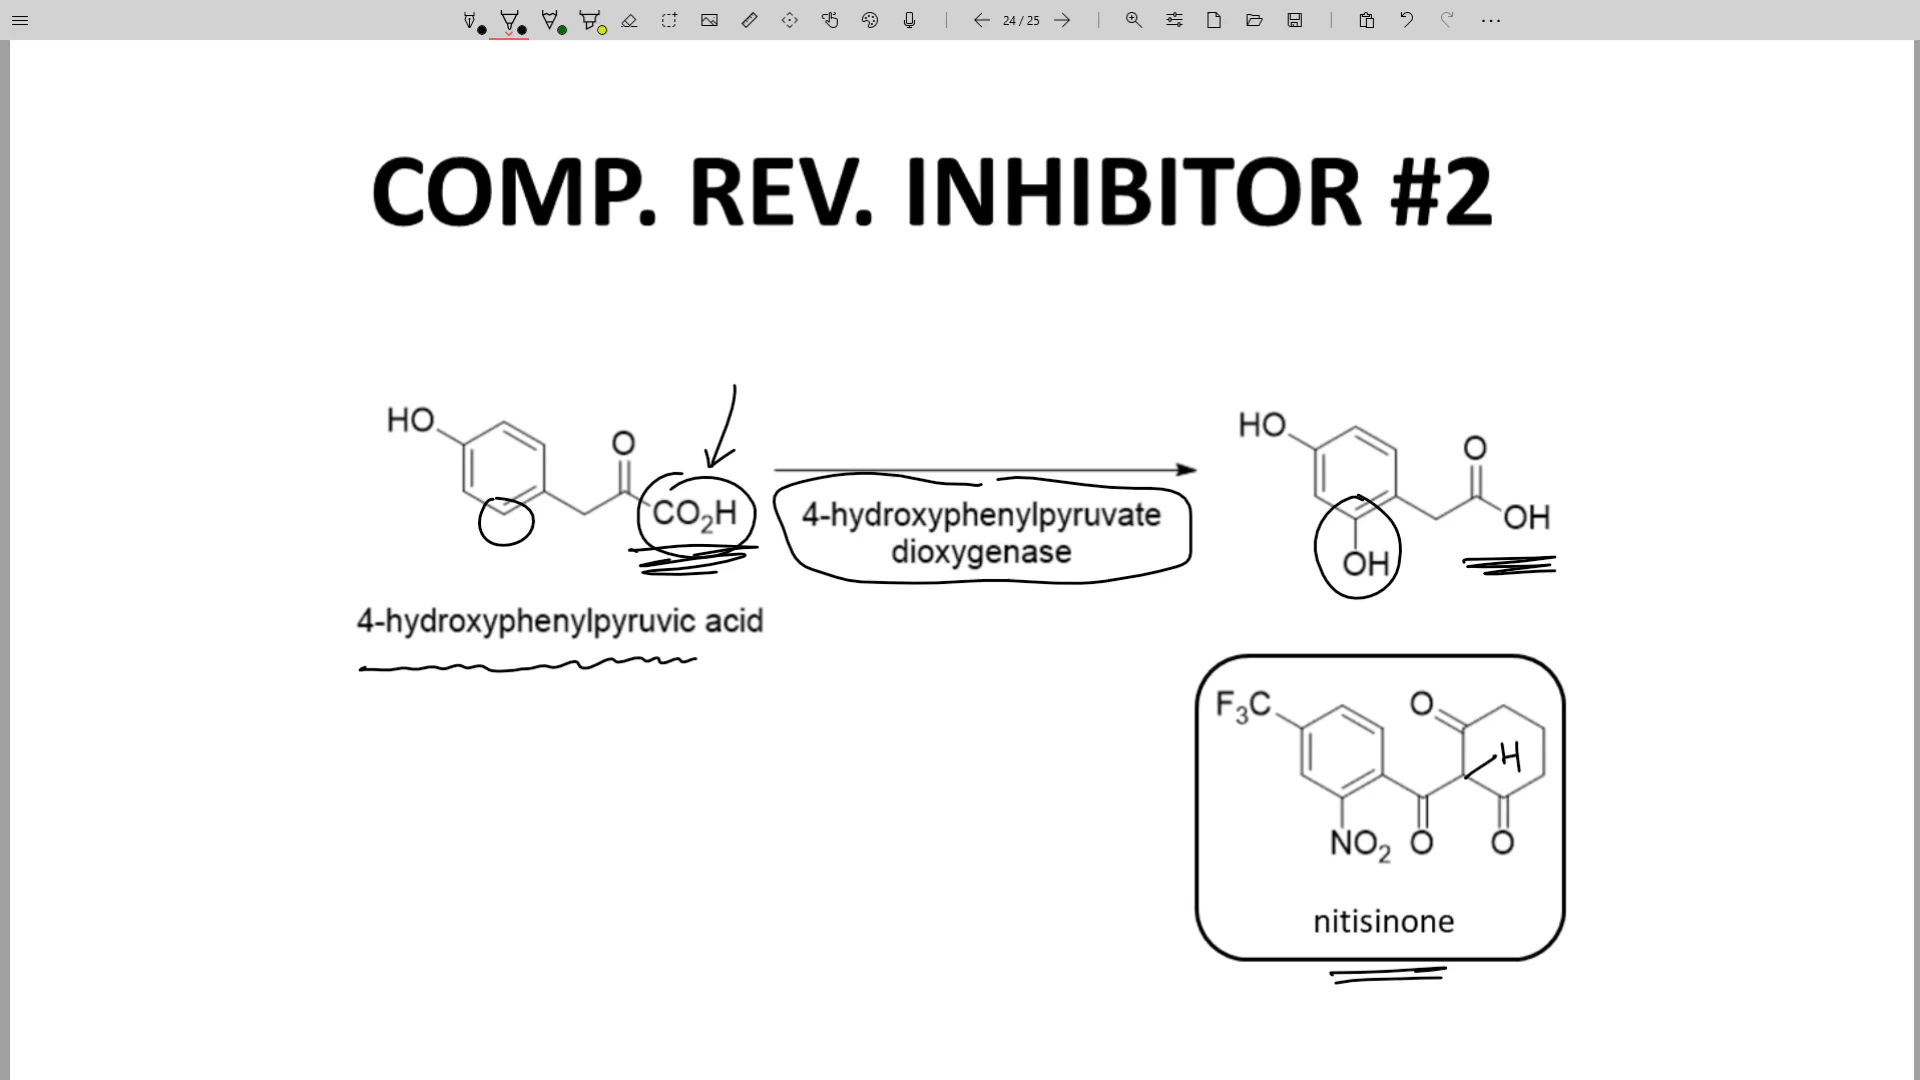 24 / 25
COMP. REV. INHIBITOR #2
HO
O
CO₂H
4-hydroxyphenylpyruvic acid
4-hydroxyphenylpyruvate
dioxygenase
HO
O
OH
OH
F₃C
O
H
NO₂
O
O
nitisinone